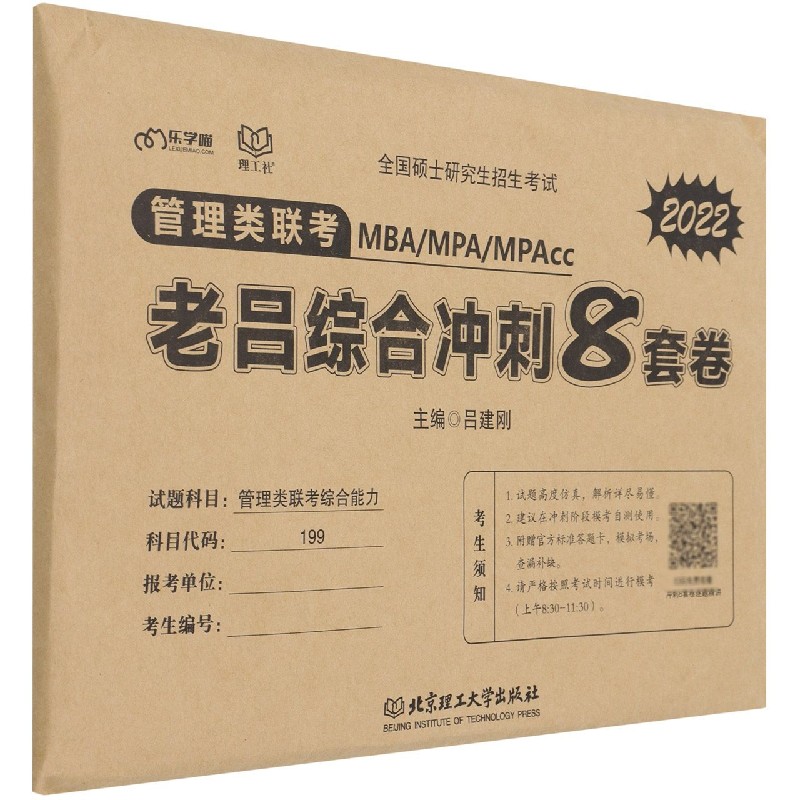 乐学喵
LEXUEMIAO.COM
理工社
全国硕士研究生招生考试
2022
管理类联考
MBA/MPA/MPAcc
老吕综合冲刺8套卷
主编◎吕建刚
试题科目：管理类联考综合能力
科目代码：199
报考单位：
考生编号：
考生须知
1. 试题高度仿真，解析详尽易懂。
2. 建议在冲刺阶段模考自测使用。
3. 附赠官方标准答题卡，模拟考场，
查漏补缺。
4. 请严格按照考试时间进行模考
（上午8:30-11:30）。
北京理工大学出版社
BEIJING INSTITUTE OF TECHNOLOGY PRESS